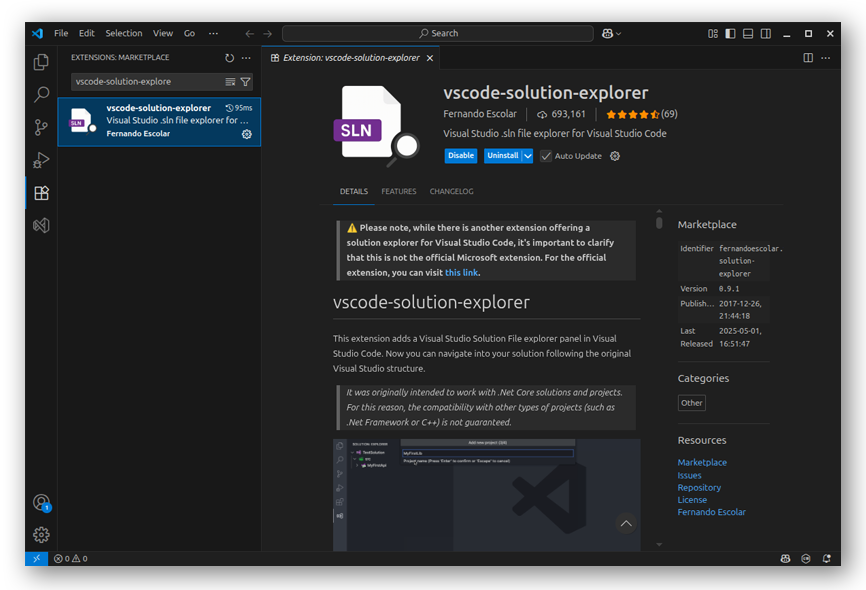 File Edit Selection View Go ···
Search
EXTENSIONS: MARKETPLACE
vscode-solution-explore
vscode-solution-explorer 95ms
Visual Studio .sln file explorer for ...
Fernando Escolar
SLN
Extension: vscode-solution-explorer
SLN
vscode-solution-explorer
Fernando Escolar 693,161 (69)
Visual Studio .sln file explorer for Visual Studio Code
Disable Uninstall Auto Update
DETAILS FEATURES CHANGELOG
⚠ Please note, while there is another extension offering a
solution explorer for Visual Studio Code, it's important to clarify
that this is not the official Microsoft extension. For the official
extension, you can visit this link.
vscode-solution-explorer
This extension adds a Visual Studio Solution File explorer panel in Visual
Studio Code. Now you can navigate into your solution following the original
Visual Studio structure.
It was originally intended to work with .Net Core solutions and projects.
For this reason, the compatibility with other types of projects (such as
.Net Framework or C++) is not guaranteed.
SOLUTION EXPLORER
TestSolution
src
MyFirstApi
Add new project (3/4)
MyFirstLib
Project name (Press 'Enter' to confirm or 'Escape' to cancel)
Marketplace
Identifier fernandoescolar.
solution-
explorer
Version 0.9.1
Publish... 2017-12-26,
21:44:18
Last 2025-05-01,
Released 16:51:47
Categories
Other
Resources
Marketplace
Issues
Repository
License
Fernando Escolar
1
0 0